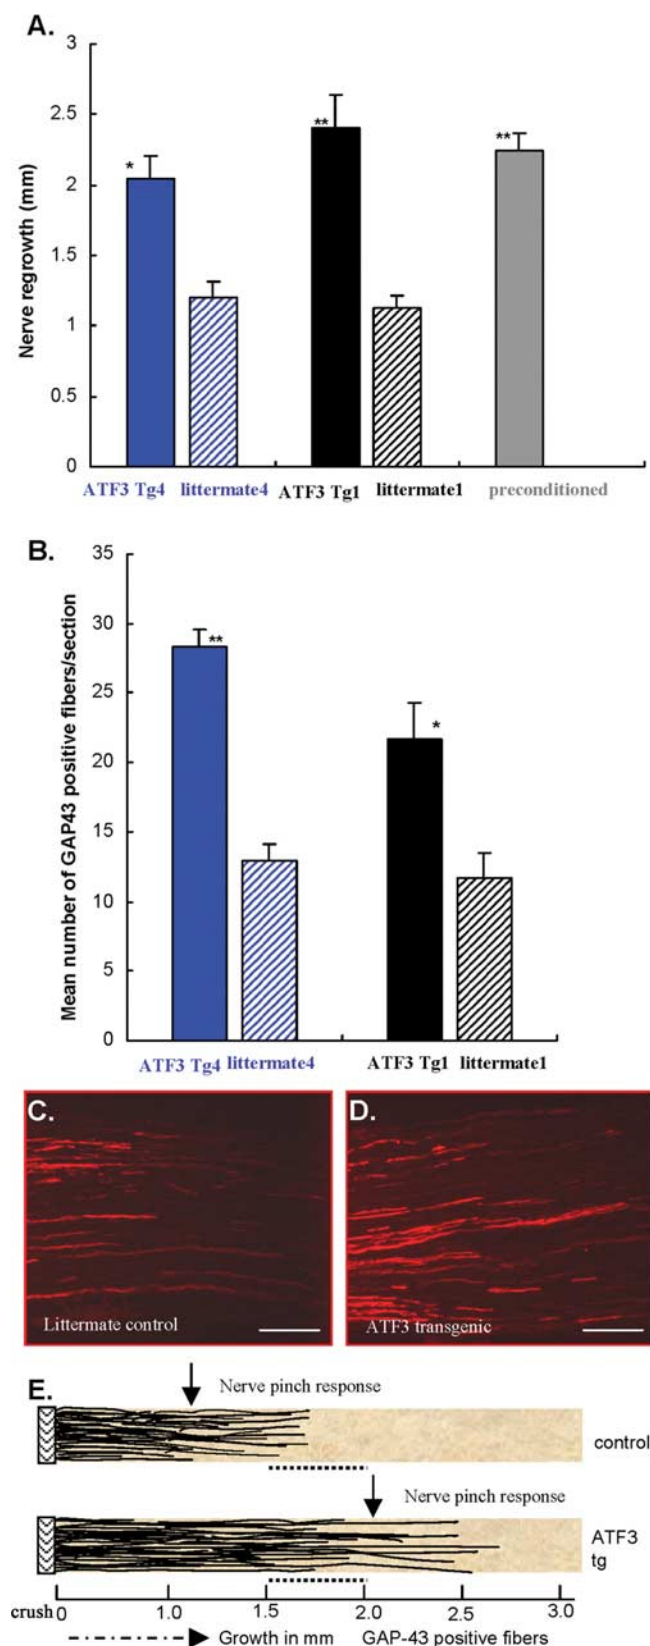 A.
3
2.5
2
1.5
1
0.5
0
Nerve regrowth (mm)
*
**
**
ATF3 Tg4 littermate4 ATF3 Tg1 littermate1 preconditioned
B.
35
30
25
20
15
10
5
0
Mean number of GAP43 positive fibers/section
**
*
ATF3 Tg4 littermate4 ATF3 Tg1 littermate1
C.
Littermate control
D.
ATF3 transgenic
E.
Nerve pinch response
control
Nerve pinch response
ATF3
tg
crush 0 1.0 1.5 2.0 2.5 3.0
Growth in mm GAP-43 positive fibers